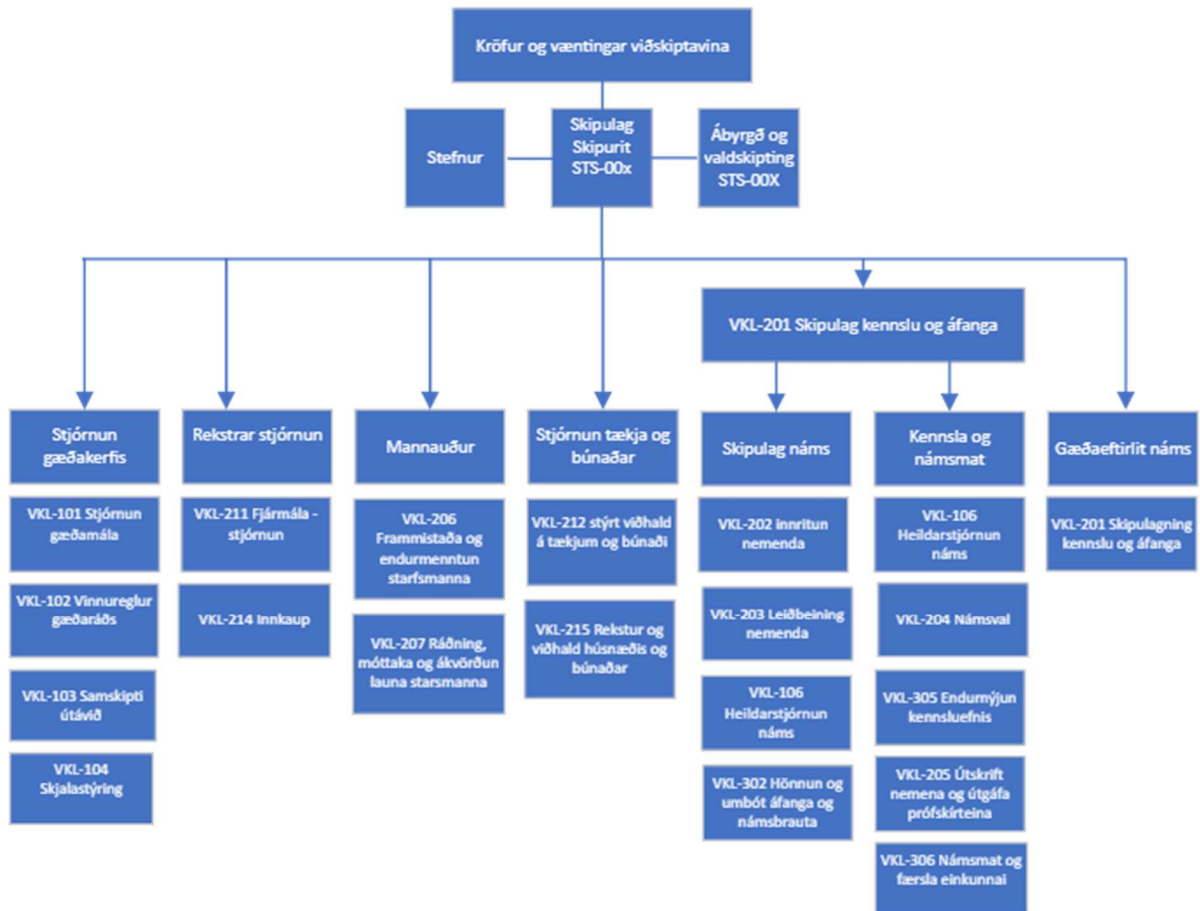 Kröfur og væntingar viðskiptavina
Stefnur
Skipulag
Skipurit
STS-00x
Ábyrgð og
valdskipting
STS-00X
VKL-201 Skipulag kennslu og áfanga
Stjórnun
gæðakerfis
Rekstrar stjórnun
Mannauður
Stjórnun tækja og
búnaðar
Skipulag náms
Kennsla og
námsmat
Gæðaeftirlit náms
VKL-101 Stjórnun
gæðamála
VKL-102 Vinnureglur
gæðaráðs
VKL-103 Samskipti
útávið
VKL-104
Skjalastýring
VKL-211 Fjármála -
stjórnun
VKL-214 Innkaup
VKL-206
Frammistaða og
endurmenntun
starfsmanna
VKL-207 Ráðning,
móttaka og ákvörðun
launa starsmanna
VKL-212 stýrt viðhald
á tækjum og búnaði
VKL-215 Rekstur og
viðhald húsnæðis og
búnaðar
VKL-202 innritun
nemenda
VKL-203 Leiðbeining
nemenda
VKL-106
Heildarstjórnun
náms
VKL-302 Hönnun og
umbót áfanga og
námsbrauta
VKL-106
Heildarstjórnun
náms
VKL-204 Námsval
VKL-305 Endurnýjun
kennsluefnis
VKL-205 Útskrift
nemena og útgáfa
prófskírteina
VKL-306 Námsmat og
færsla einkunnai
VKL-201 Skipulagning
kennslu og áfanga